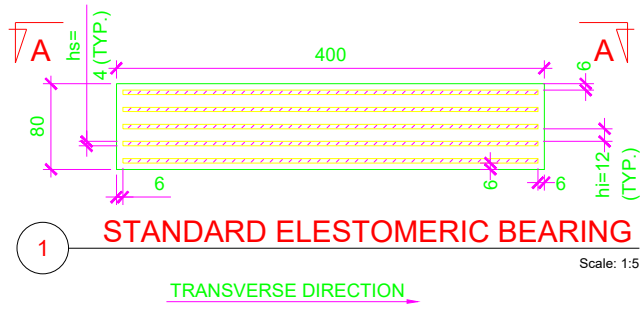 A
hs=
4 (TYP.)
400
A
6
80
6
6
6
hi=12
(TYP.)
1
STANDARD ELESTOMERIC BEARING
Scale: 1:5
TRANSVERSE DIRECTION